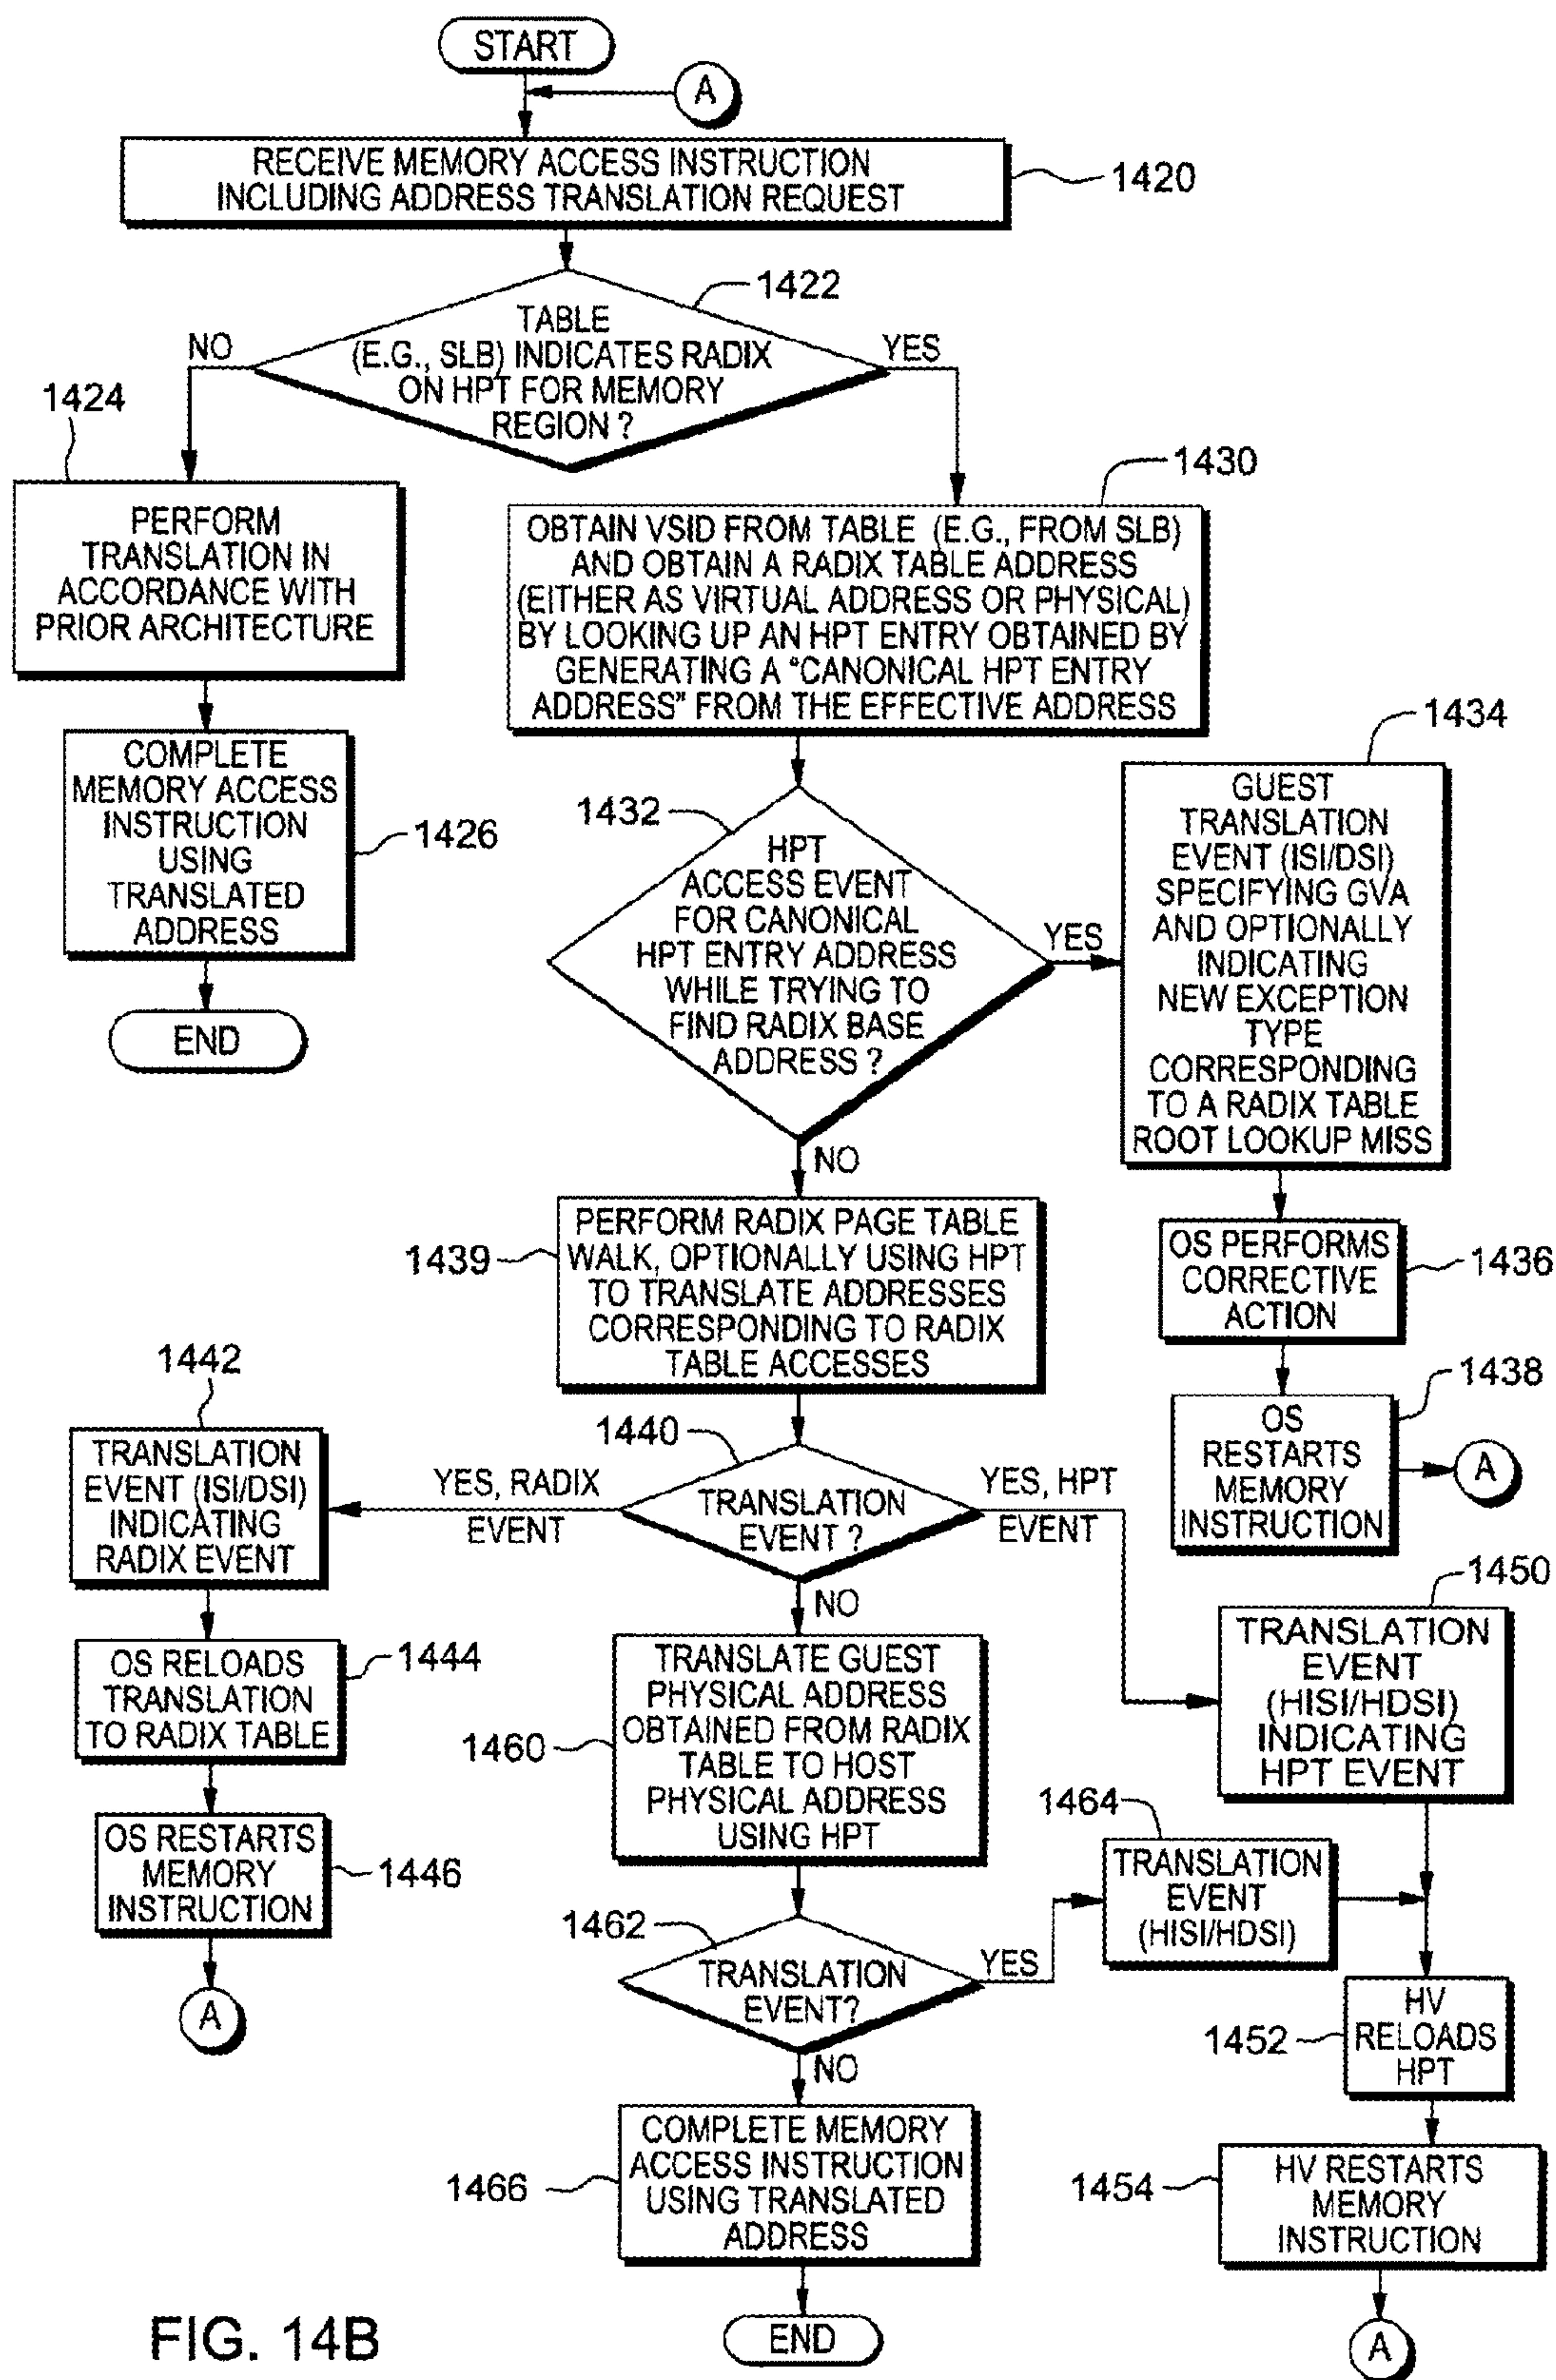 START
A
RECEIVE MEMORY ACCESS INSTRUCTION
INCLUDING ADDRESS TRANSLATION REQUEST
1420
1422
TABLE
(E.G., SLB) INDICATES RADIX
ON HPT FOR MEMORY
REGION ?
NO
YES
1424
PERFORM
TRANSLATION IN
ACCORDANCE WITH
PRIOR ARCHITECTURE
COMPLETE
MEMORY ACCESS
INSTRUCTION
USING
TRANSLATED
ADDRESS
1426
END
1430
OBTAIN VSID FROM TABLE (E.G., FROM SLB)
AND OBTAIN A RADIX TABLE ADDRESS
(EITHER AS VIRTUAL ADDRESS OR PHYSICAL)
BY LOOKING UP AN HPT ENTRY OBTAINED BY
GENERATING A "CANONICAL HPT ENTRY
ADDRESS" FROM THE EFFECTIVE ADDRESS
1432
HPT
ACCESS EVENT
FOR CANONICAL
HPT ENTRY ADDRESS
WHILE TRYING TO
FIND RADIX BASE
ADDRESS ?
YES
NO
1434
GUEST
TRANSLATION
EVENT (ISI/DSI)
SPECIFYING GVA
AND OPTIONALLY
INDICATING
NEW EXCEPTION
TYPE
CORRESPONDING
TO A RADIX TABLE
ROOT LOOKUP MISS
OS PERFORMS
CORRECTIVE
ACTION
1436
1438
OS
RESTARTS
MEMORY
INSTRUCTION
A
1439
PERFORM RADIX PAGE TABLE
WALK, OPTIONALLY USING HPT
TO TRANSLATE ADDRESSES
CORRESPONDING TO RADIX
TABLE ACCESSES
1440
TRANSLATION
EVENT ?
YES, RADIX
EVENT
YES, HPT
EVENT
NO
1442
TRANSLATION
EVENT (ISI/DSI)
INDICATING
RADIX EVENT
OS RELOADS
TRANSLATION
TO RADIX TABLE
1444
OS RESTARTS
MEMORY
INSTRUCTION
1446
A
1450
TRANSLATION
EVENT
(HISI/HDSI)
INDICATING
HPT EVENT
1460
TRANSLATE GUEST
PHYSICAL ADDRESS
OBTAINED FROM RADIX
TABLE TO HOST
PHYSICAL ADDRESS
USING HPT
1462
TRANSLATION
EVENT?
YES
NO
1464
TRANSLATION
EVENT
(HISI/HDSI)
1452
HV
RELOADS
HPT
1454
HV RESTARTS
MEMORY
INSTRUCTION
A
1466
COMPLETE MEMORY
ACCESS INSTRUCTION
USING TRANSLATED
ADDRESS
END
FIG. 14B